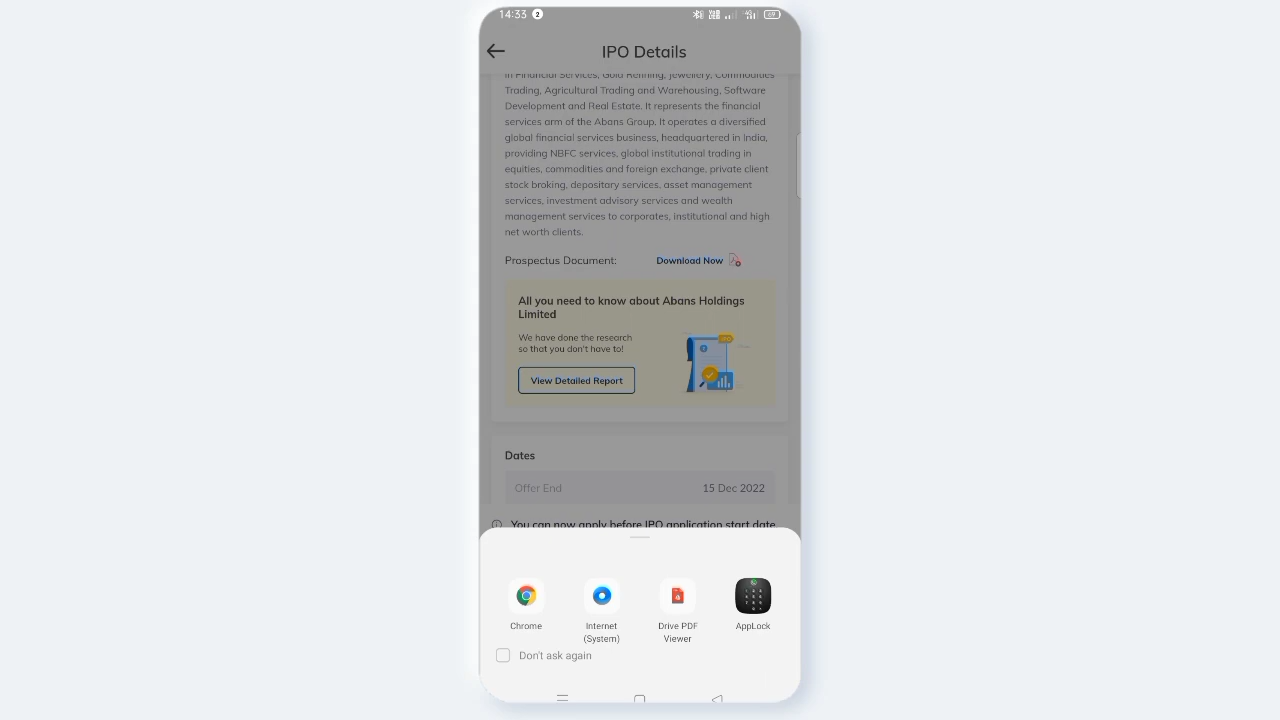 14:33 2
IPO Details
in Financial Services, Gold Refining, Jewellery, Commodities
Trading, Agricultural Trading and Warehousing, Software
Development and Real Estate. It represents the financial
services arm of the Abans Group. It operates a diversified
global financial services business, headquartered in India,
providing NBFC services, global institutional trading in
equities, commodities and foreign exchange, private client
stock broking, depositary services, asset management
services, investment advisory services and wealth
management services to corporates, institutional and high
net worth clients.
Prospectus Document: Download Now
All you need to know about Abans Holdings
Limited
We have done the research
so that you don't have to!
IPO
View Detailed Report
Dates
Offer End 15 Dec 2022
You can now apply before IPO application start date
Chrome Internet Drive PDF AppLock
(System) Viewer
Don't ask again